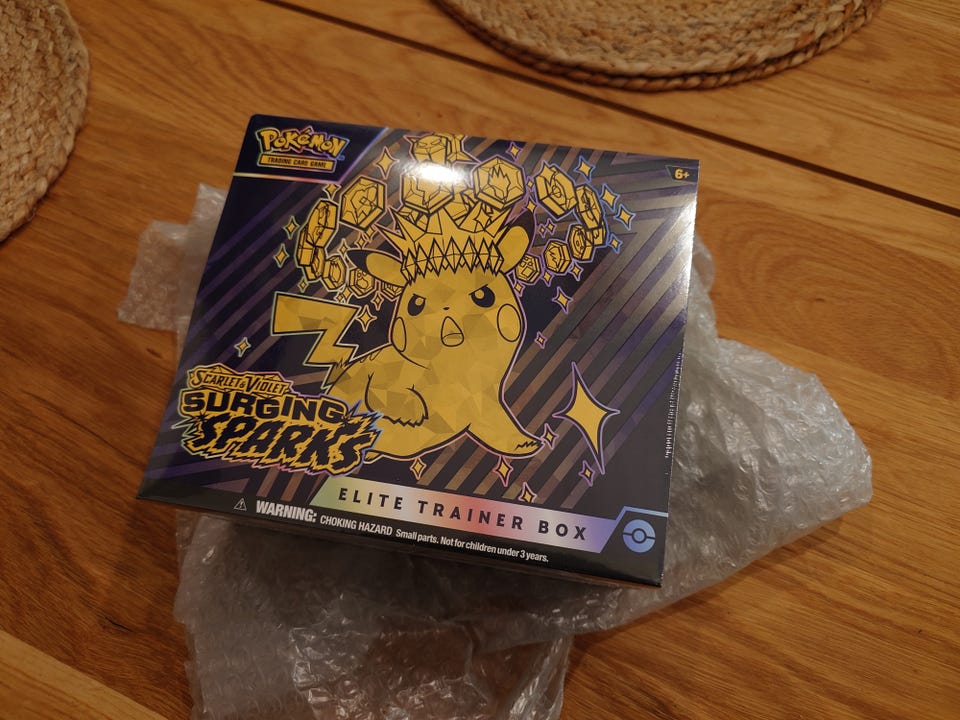 POKÉMON
TRADING CARD GAME
6+
SCARLET & VIOLET
SURGING
SPARKS
ELITE TRAINER BOX
WARNING: CHOKING HAZARD Small parts. Not for children under 3 years.